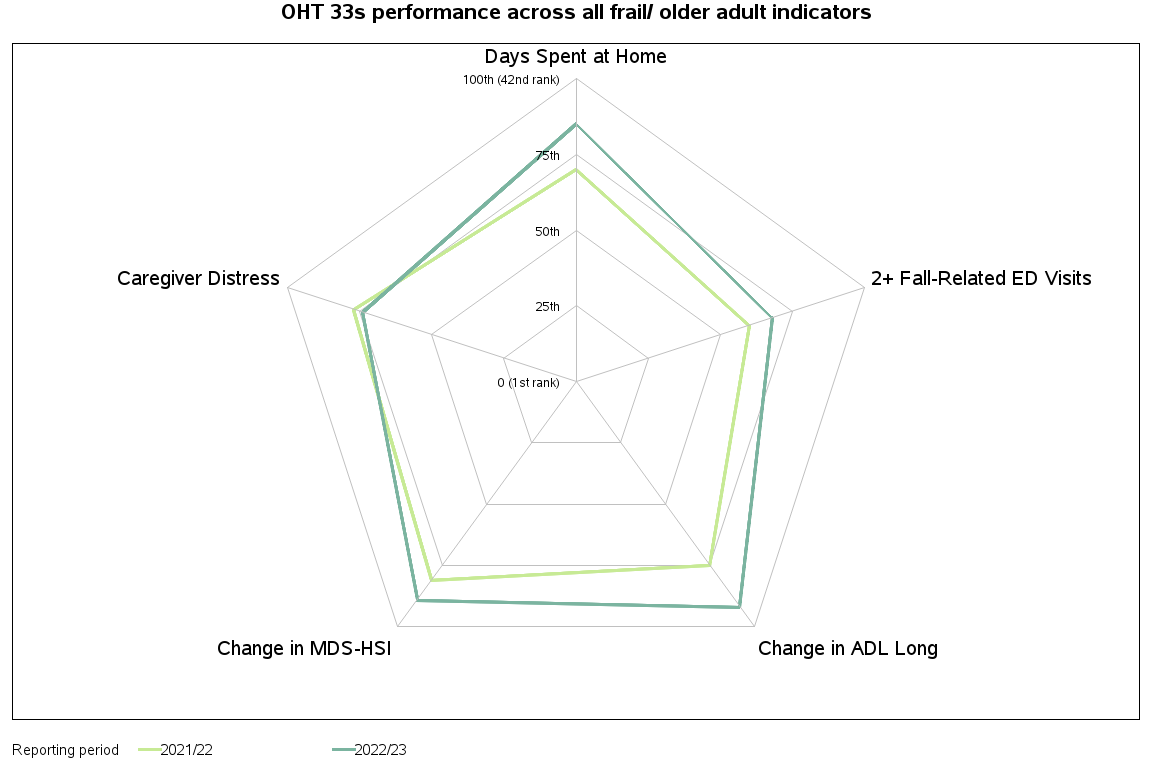 OHT 33s performance across all frail/ older adult indicators
Days Spent at Home
100th (42nd rank)
75th
50th
Caregiver Distress
2+ Fall-Related ED Visits
25th
0 (1st rank)
Change in MDS-HSI
Change in ADL Long
Reporting period
2021/22
2022/23